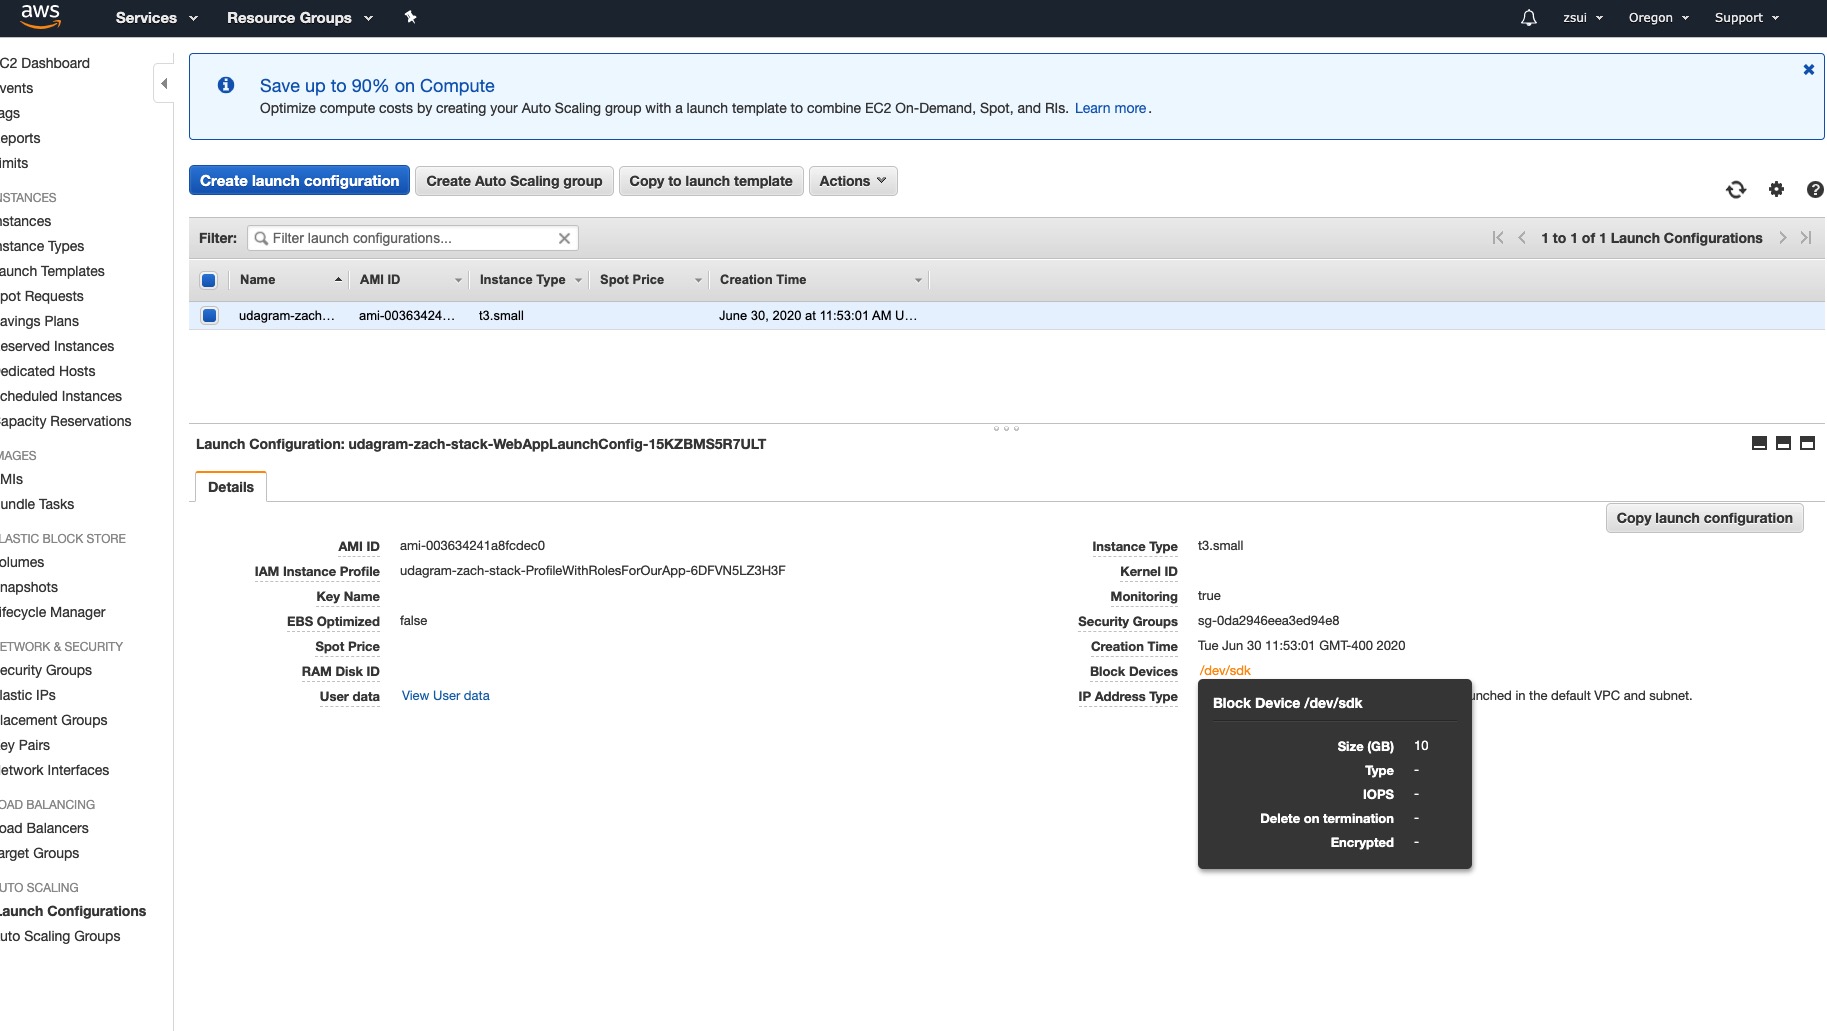 aws Services Resource Groups zsui Oregon Support
C2 Dashboard
vents
ags
eports
imits
NSTANCES
nstances
nstance Types
aunch Templates
pot Requests
avings Plans
eserved Instances
edicated Hosts
cheduled Instances
apacity Reservations
MAGES
MIs
undle Tasks
LASTIC BLOCK STORE
olumes
napshots
ifecycle Manager
ETWORK & SECURITY
ecurity Groups
lastic IPs
lacement Groups
ey Pairs
etwork Interfaces
OAD BALANCING
oad Balancers
arget Groups
UTO SCALING
Launch Configurations
uto Scaling Groups
Save up to 90% on Compute
Optimize compute costs by creating your Auto Scaling group with a launch template to combine EC2 On-Demand, Spot, and RIs. Learn more.
Create launch configuration Create Auto Scaling group Copy to launch template Actions
Filter: Filter launch configurations... 1 to 1 of 1 Launch Configurations
Name AMI ID Instance Type Spot Price Creation Time
udagram-zach... ami-00363424... t3.small June 30, 2020 at 11:53:01 AM U...
Launch Configuration: udagram-zach-stack-WebAppLaunchConfig-15KZBMS5R7ULT
Details
Copy launch configuration
AMI ID ami-003634241a8fcdec0
IAM Instance Profile udagram-zach-stack-ProfileWithRolesForOurApp-6DFVN5LZ3H3F
Key Name
EBS Optimized false
Spot Price
RAM Disk ID
User data View User data
Instance Type t3.small
Kernel ID
Monitoring true
Security Groups sg-0da2946eea3ed94e8
Creation Time Tue Jun 30 11:53:01 GMT-400 2020
Block Devices /dev/sdk
IP Address Type unched in the default VPC and subnet.
Block Device /dev/sdk
Size (GB) 10
Type -
IOPS -
Delete on termination -
Encrypted -